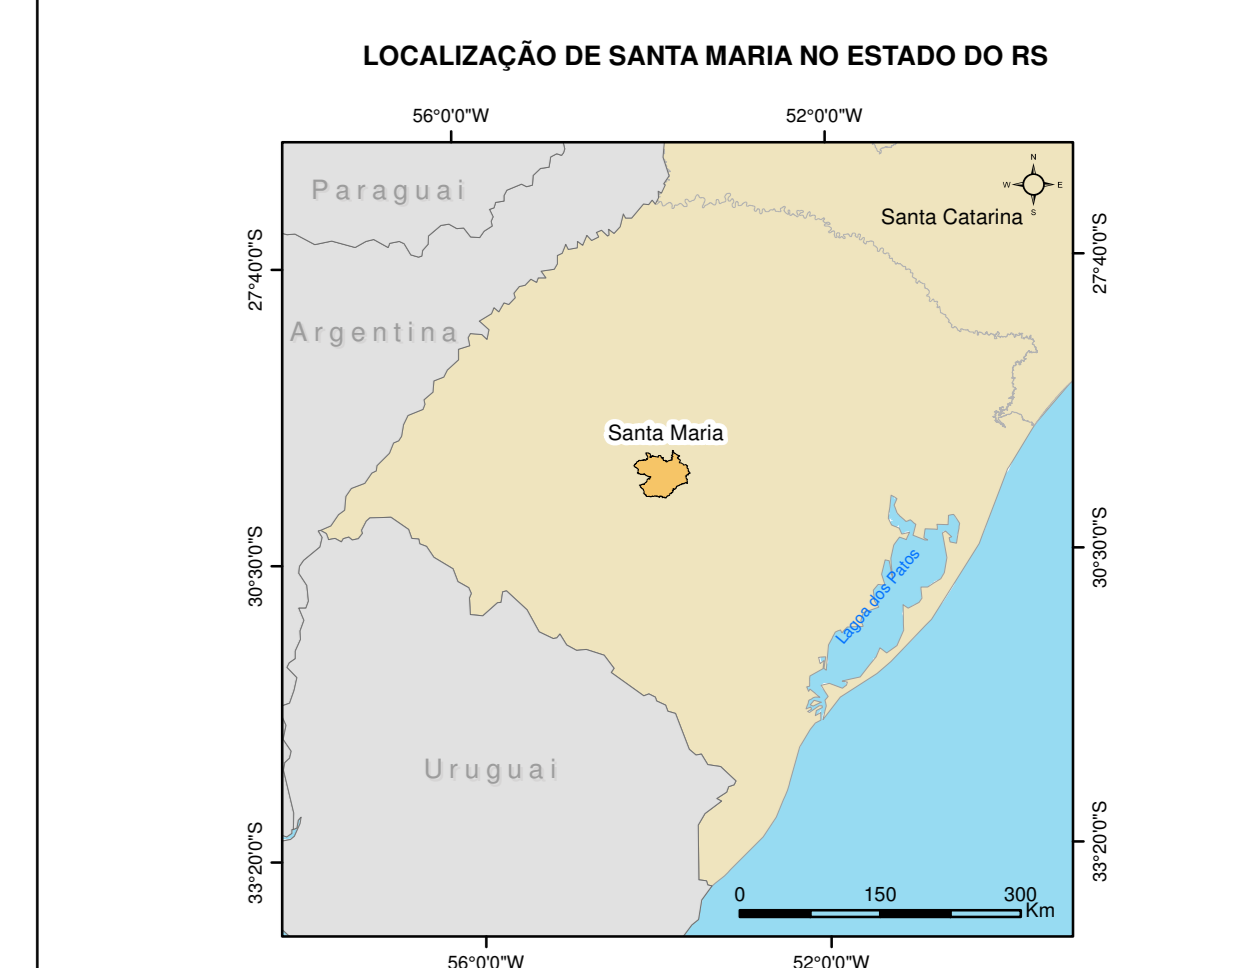 LOCALIZAÇÃO DE SANTA MARIA NO ESTADO DO RS
56°0'0"W
52°0'0"W
N
W
E
S
Paraguai
Santa Catarina
27°40'0"S
27°40'0"S
Argentina
Santa Maria
30°30'0"S
30°30'0"S
Lagoa dos Patos
Uruguai
33°20'0"S
33°20'0"S
0 150 300
Km
56°0'0"W
52°0'0"W